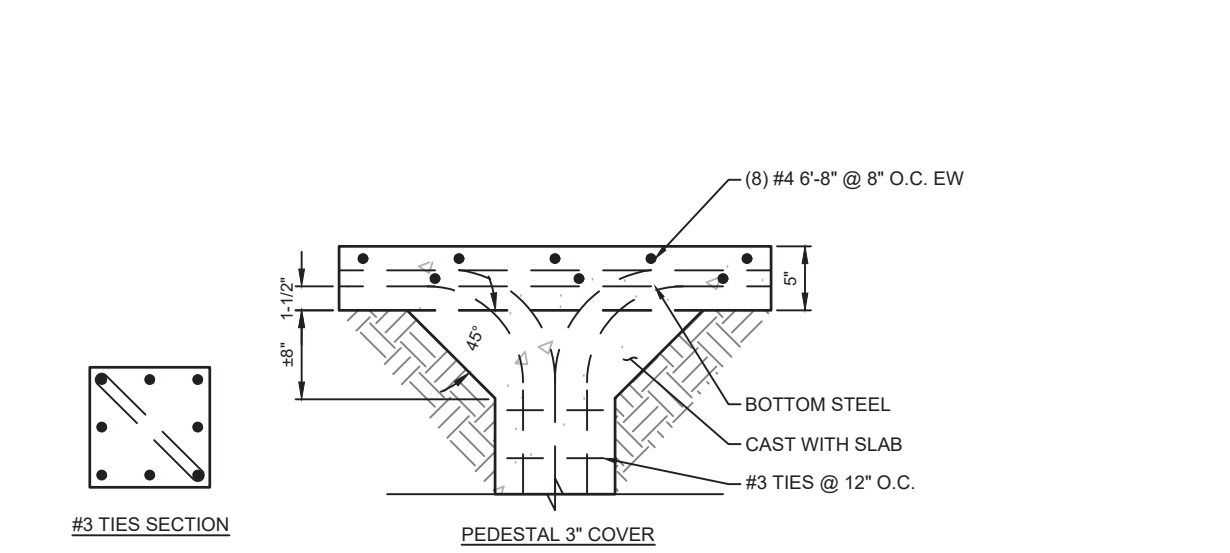 (8) #4 6'-8" @ 8" O.C. EW
1-1/2"
5"
±8"
45°
BOTTOM STEEL
CAST WITH SLAB
#3 TIES @ 12" O.C.
#3 TIES SECTION
PEDESTAL 3" COVER